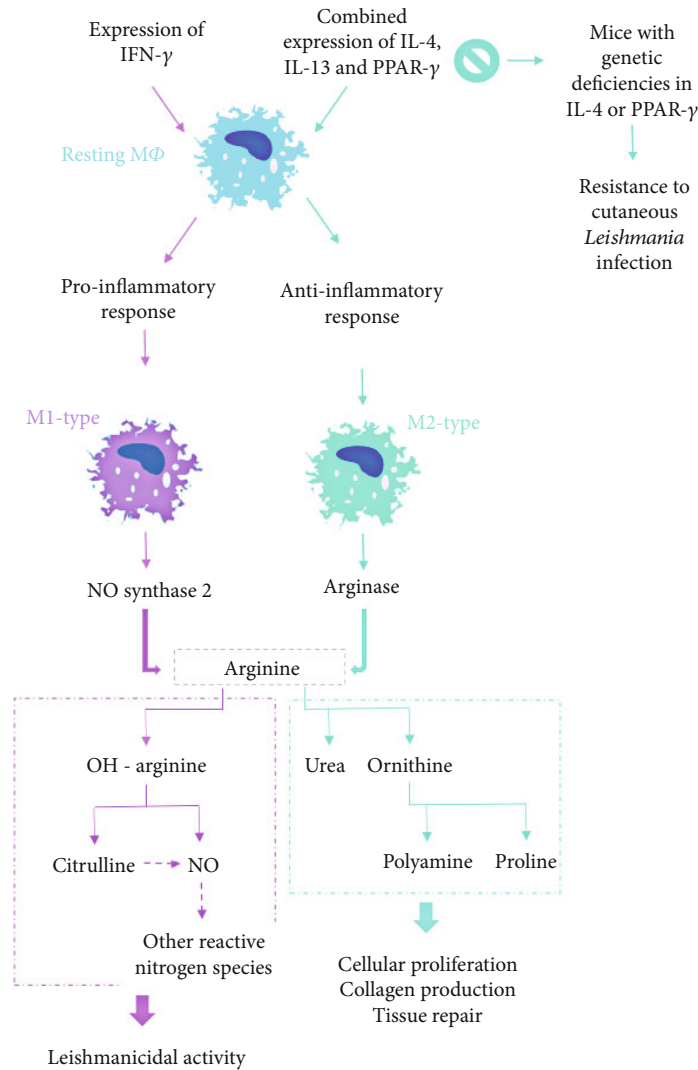 Expression of
IFN-γ
Combined
expression of IL-4,
IL-13 and PPAR-γ
Mice with
genetic
deficiencies in
IL-4 or PPAR-γ
Resting MΦ
Resistance to
cutaneous
Leishmania
infection
Pro-inflammatory
response
Anti-inflammatory
response
M1-type
M2-type
NO synthase 2
Arginase
Arginine
OH - arginine
Urea
Ornithine
Citrulline
NO
Polyamine
Proline
Other reactive
nitrogen species
Cellular proliferation
Collagen production
Tissue repair
Leishmanicidal activity